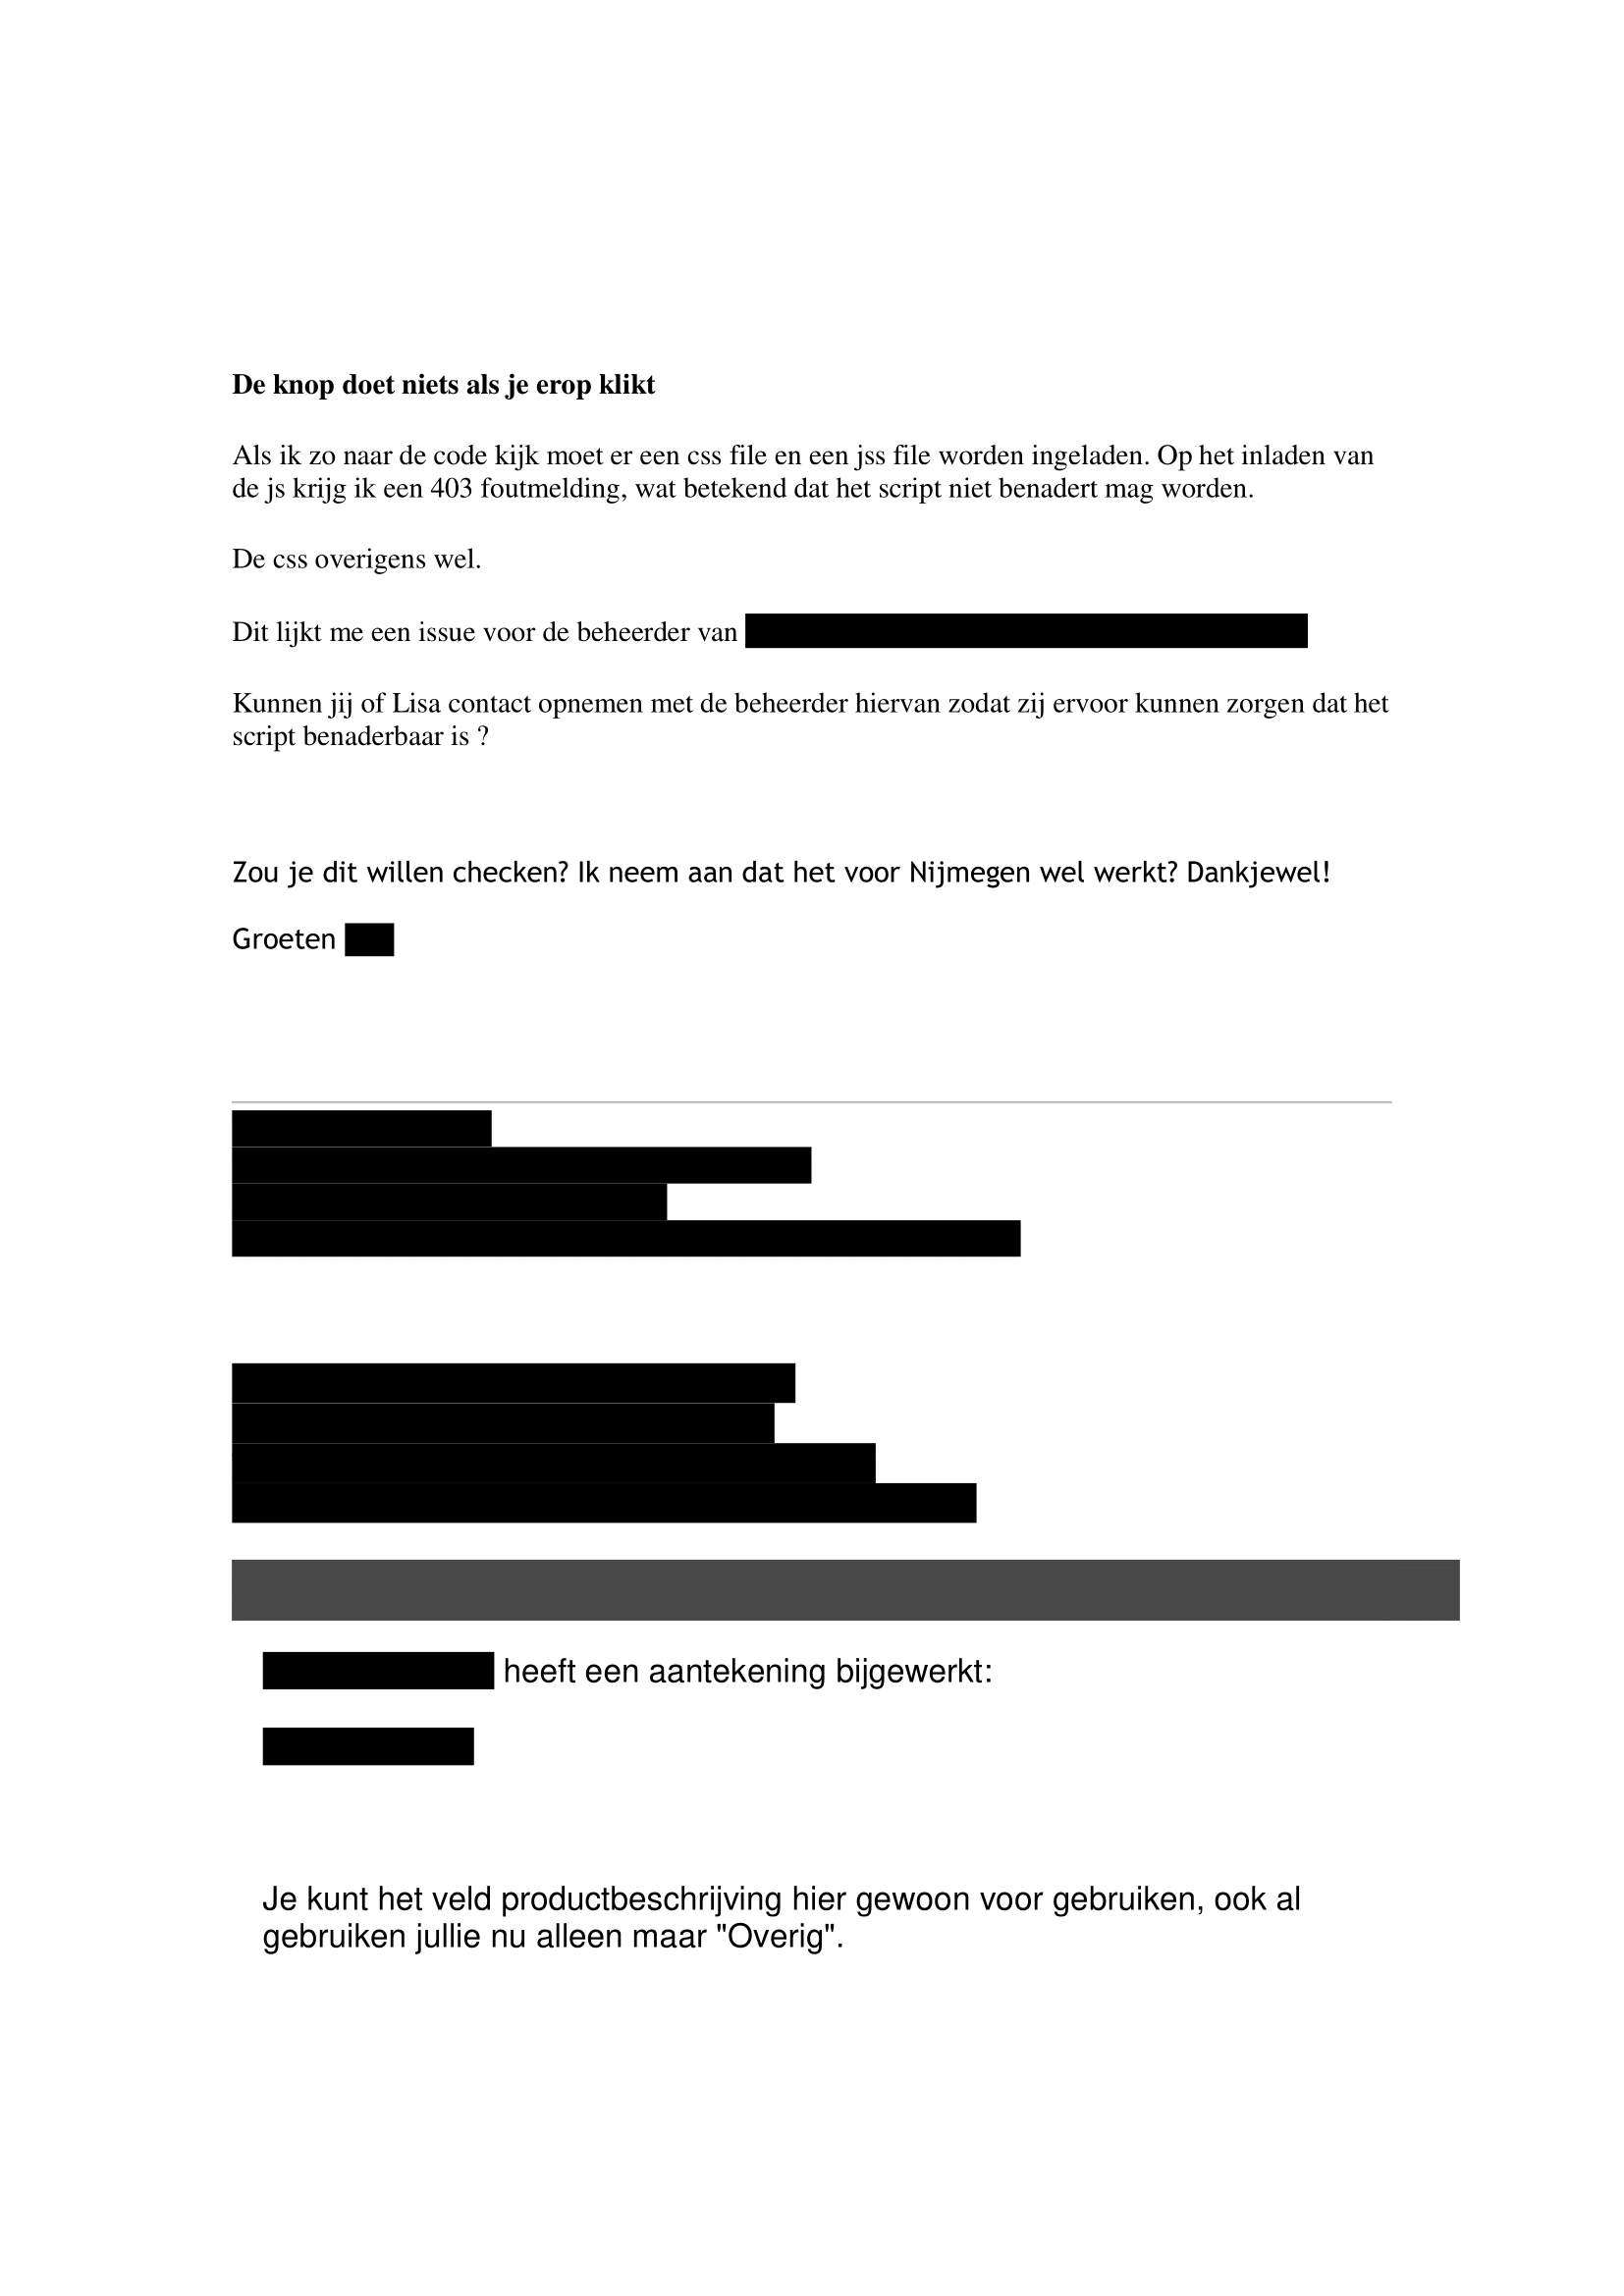 De knop doet niets als je erop klikt
Als ik zo naar de code kijk moet er een css file en een jss file worden ingeladen. Op het inladen van
de js krijg ik een 403 foutmelding, wat betekend dat het script niet benadert mag worden.
De css overigens wel.
Dit lijkt me een issue voor de beheerder van
Kunnen jij of Lisa contact opnemen met de beheerder hiervan zodat zij ervoor kunnen zorgen dat het
script benaderbaar is ?
Zou je dit willen checken? Ik neem aan dat het voor Nijmegen wel werkt? Dankjewel!
Groeten
heeft een aantekening bijgewerkt:
Je kunt het veld productbeschrijving hier gewoon voor gebruiken, ook al
gebruiken jullie nu alleen maar "Overig".